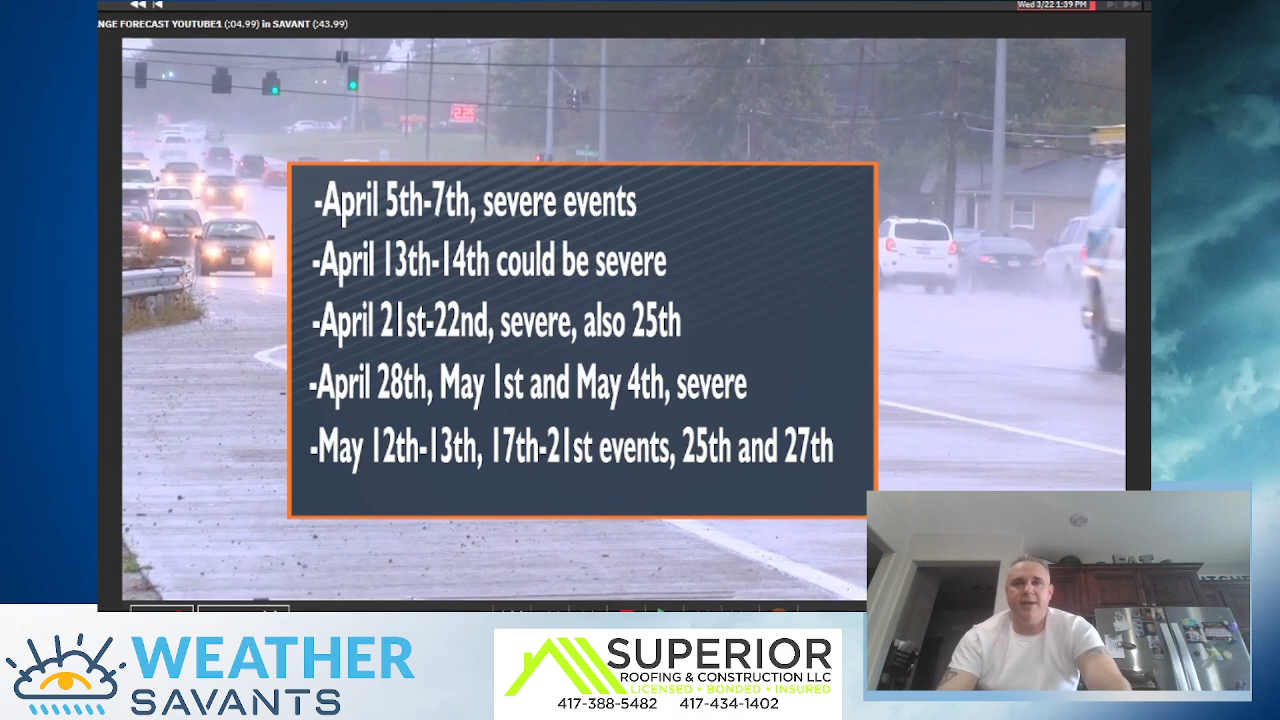 Wed 3/22 1:39 PM
NGE FORECAST YOUTUBE1 (:04.99) in SAVANT (:43.99)
2.25
-April 5th-7th, severe events
-April 13th-14th could be severe
-April 21st-22nd, severe, also 25th
-April 28th, May 1st and May 4th, severe
-May 12th-13th, 17th-21st events, 25th and 27th
EAT
WEATHER
SAVANTS
SUPERIOR
ROOFING & CONSTRUCTION LLC
LICENSED • BONDED • INSURED
417-388-5482 417-434-1402